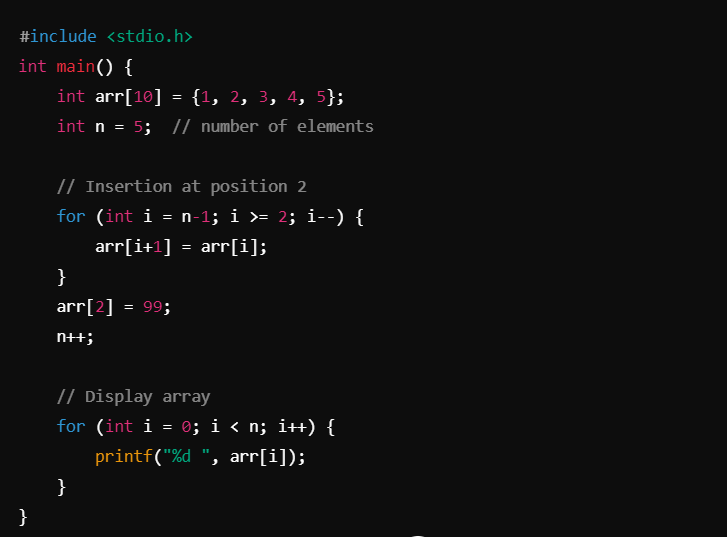 #include <stdio.h>
int main() {
    int arr[10] = {1, 2, 3, 4, 5};
    int n = 5;  // number of elements

    // Insertion at position 2
    for (int i = n-1; i >= 2; i--) {
        arr[i+1] = arr[i];
    }
    arr[2] = 99;
    n++;

    // Display array
    for (int i = 0; i < n; i++) {
        printf("%d ", arr[i]);
    }
}